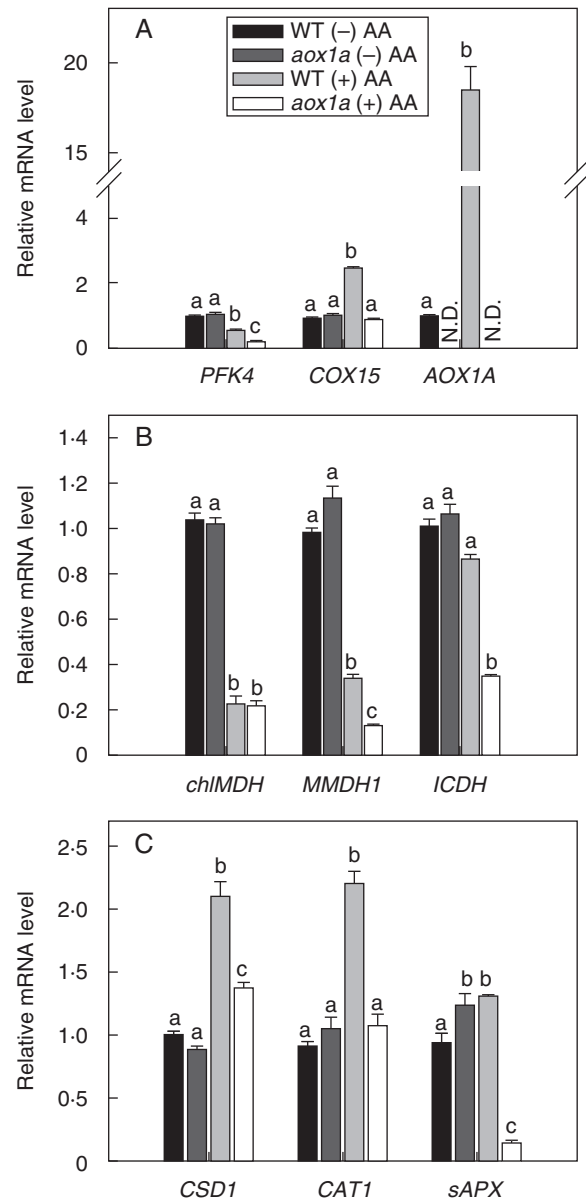 A
WT (–) AA
aox1a (–) AA
WT (+) AA
aox1a (+) AA
Relative mRNA level
20
15
4
2
0
a a b c
a a b a
a N.D. b N.D.
PFK4 COX15 AOX1A
B
Relative mRNA level
1·4
1·2
1·0
0·8
0·6
0·4
0·2
0
a a b b
a a b c
a a a b
chlMDH MMDH1 ICDH
C
Relative mRNA level
2·5
2·0
1·5
1·0
0·5
0
a a b c
a a b a
a b b c
CSD1 CAT1 sAPX